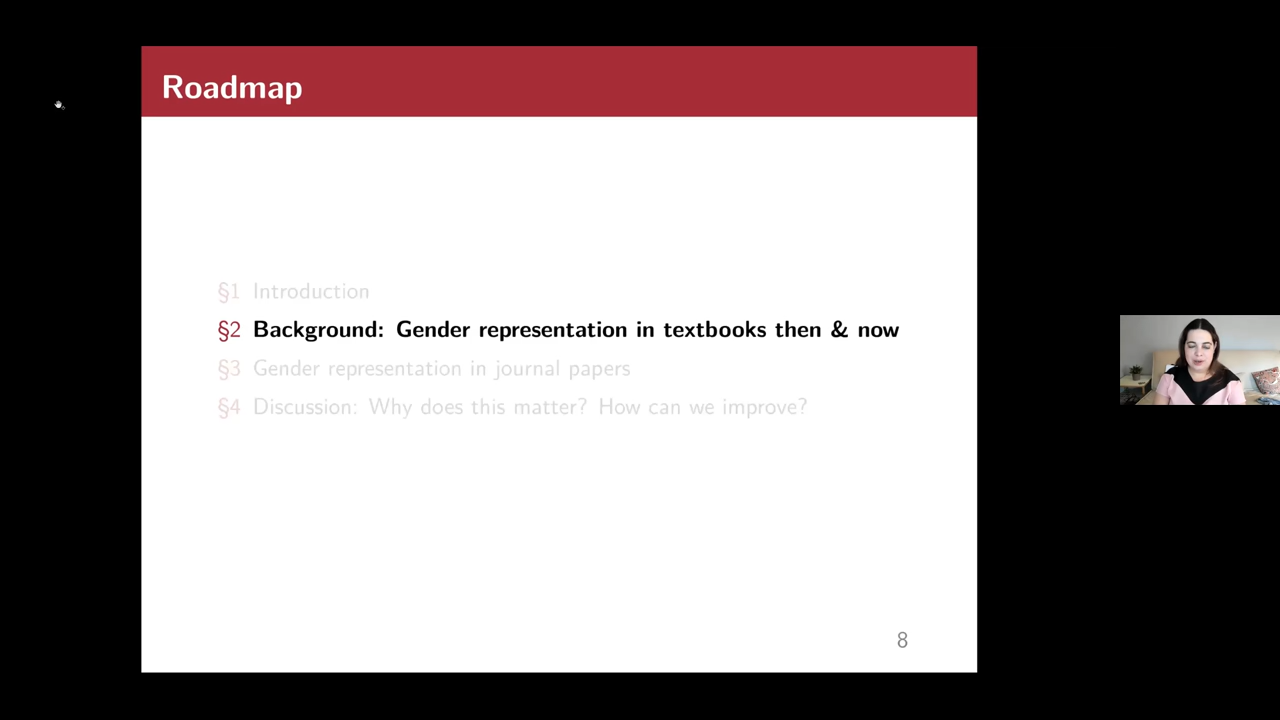 Roadmap
§1 Introduction
§2 Background: Gender representation in textbooks then & now
§3 Gender representation in journal papers
§4 Discussion: Why does this matter? How can we improve?
8